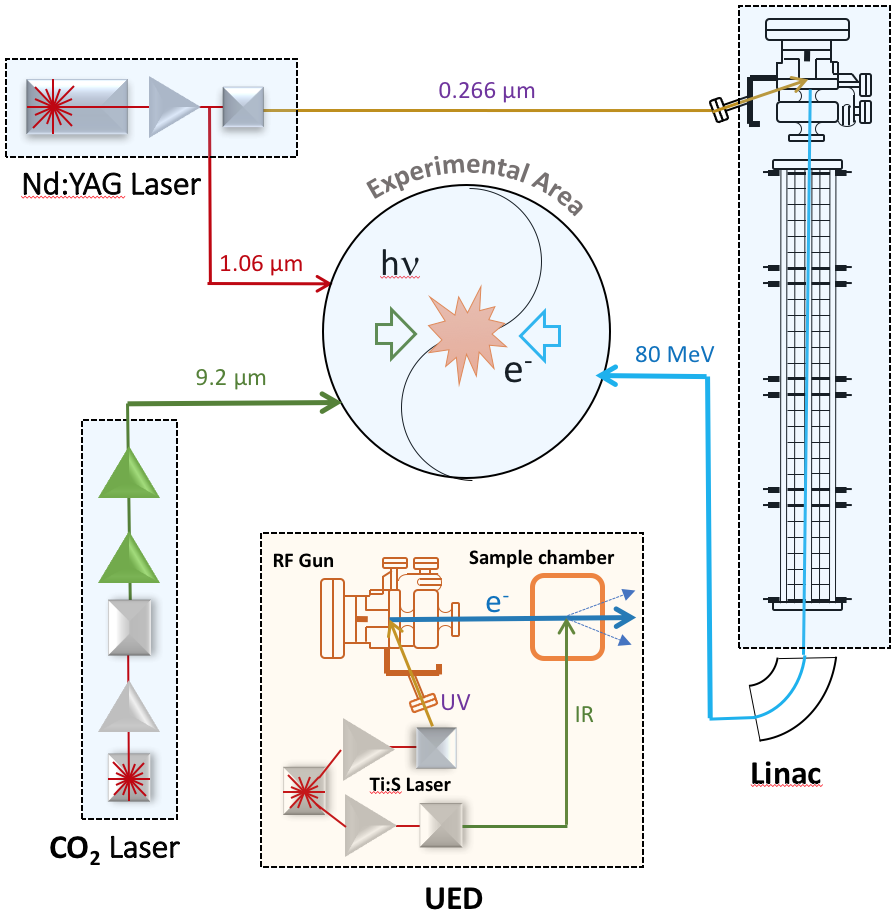 0.266 µm
Nd:YAG Laser
Experimental Area
hν
1.06 µm
e-
80 MeV
9.2 µm
RF Gun
Sample chamber
e-
UV
IR
Ti:S Laser
Linac
CO₂ Laser
UED